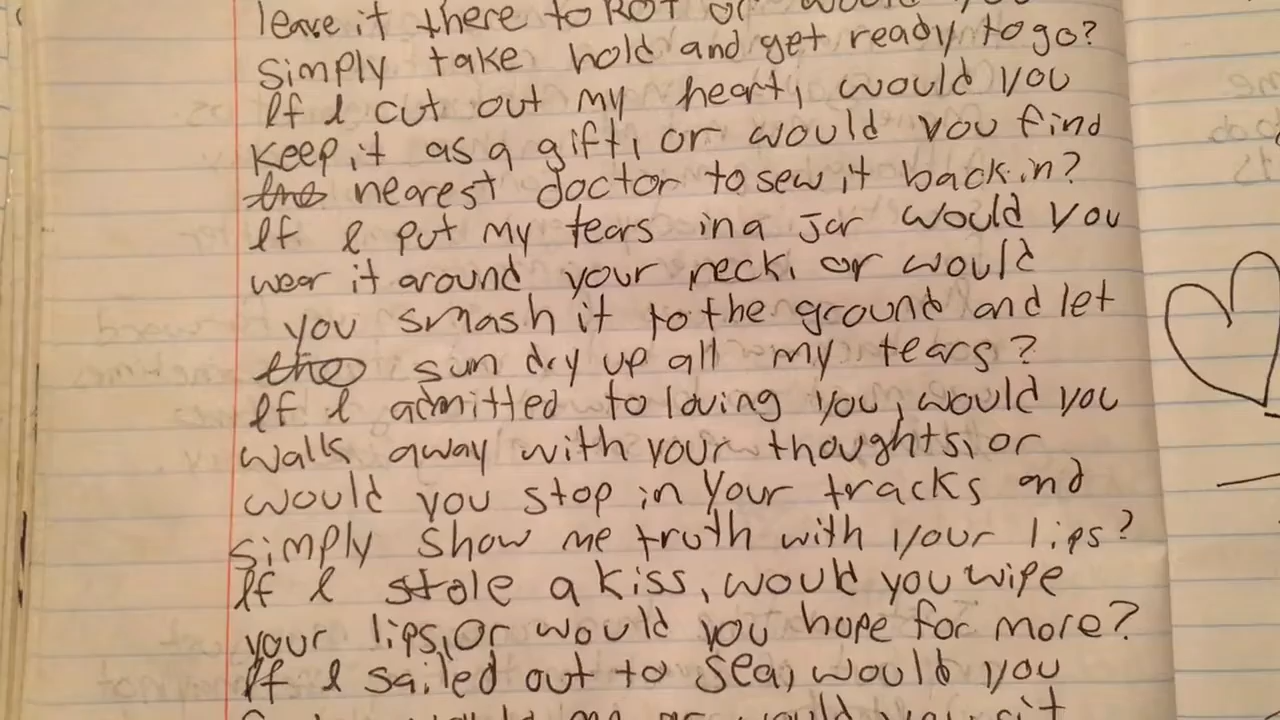 leave it there to ROT or would you
simply take hold and get ready to go?
If I cut out my heart, would you
keep it as a gift, or would you find
the nearest doctor to sew it back in?
If I put my tears in a jar would you
wear it around your neck, or would
you smash it to the ground and let
the sun dry up all my tears?
If I admitted to loving you, would you
walk away with your thoughts, or
would you stop in your tracks and
simply show me truth with your lips?
If I stole a kiss, would you wipe
your lips, or would you hope for more?
If I sailed out to sea, would you